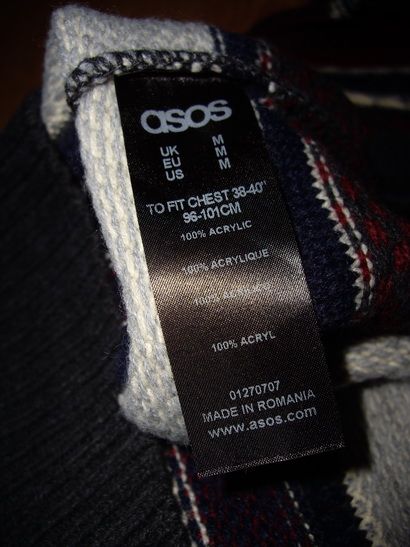 asos
UK M
EU M
US M
TO FIT CHEST 38-40"
96-101CM
100% ACRYLIC
100% ACRYLIQUE
100%
100% ACRYL
01270707
MADE IN ROMANIA
www.asos.com